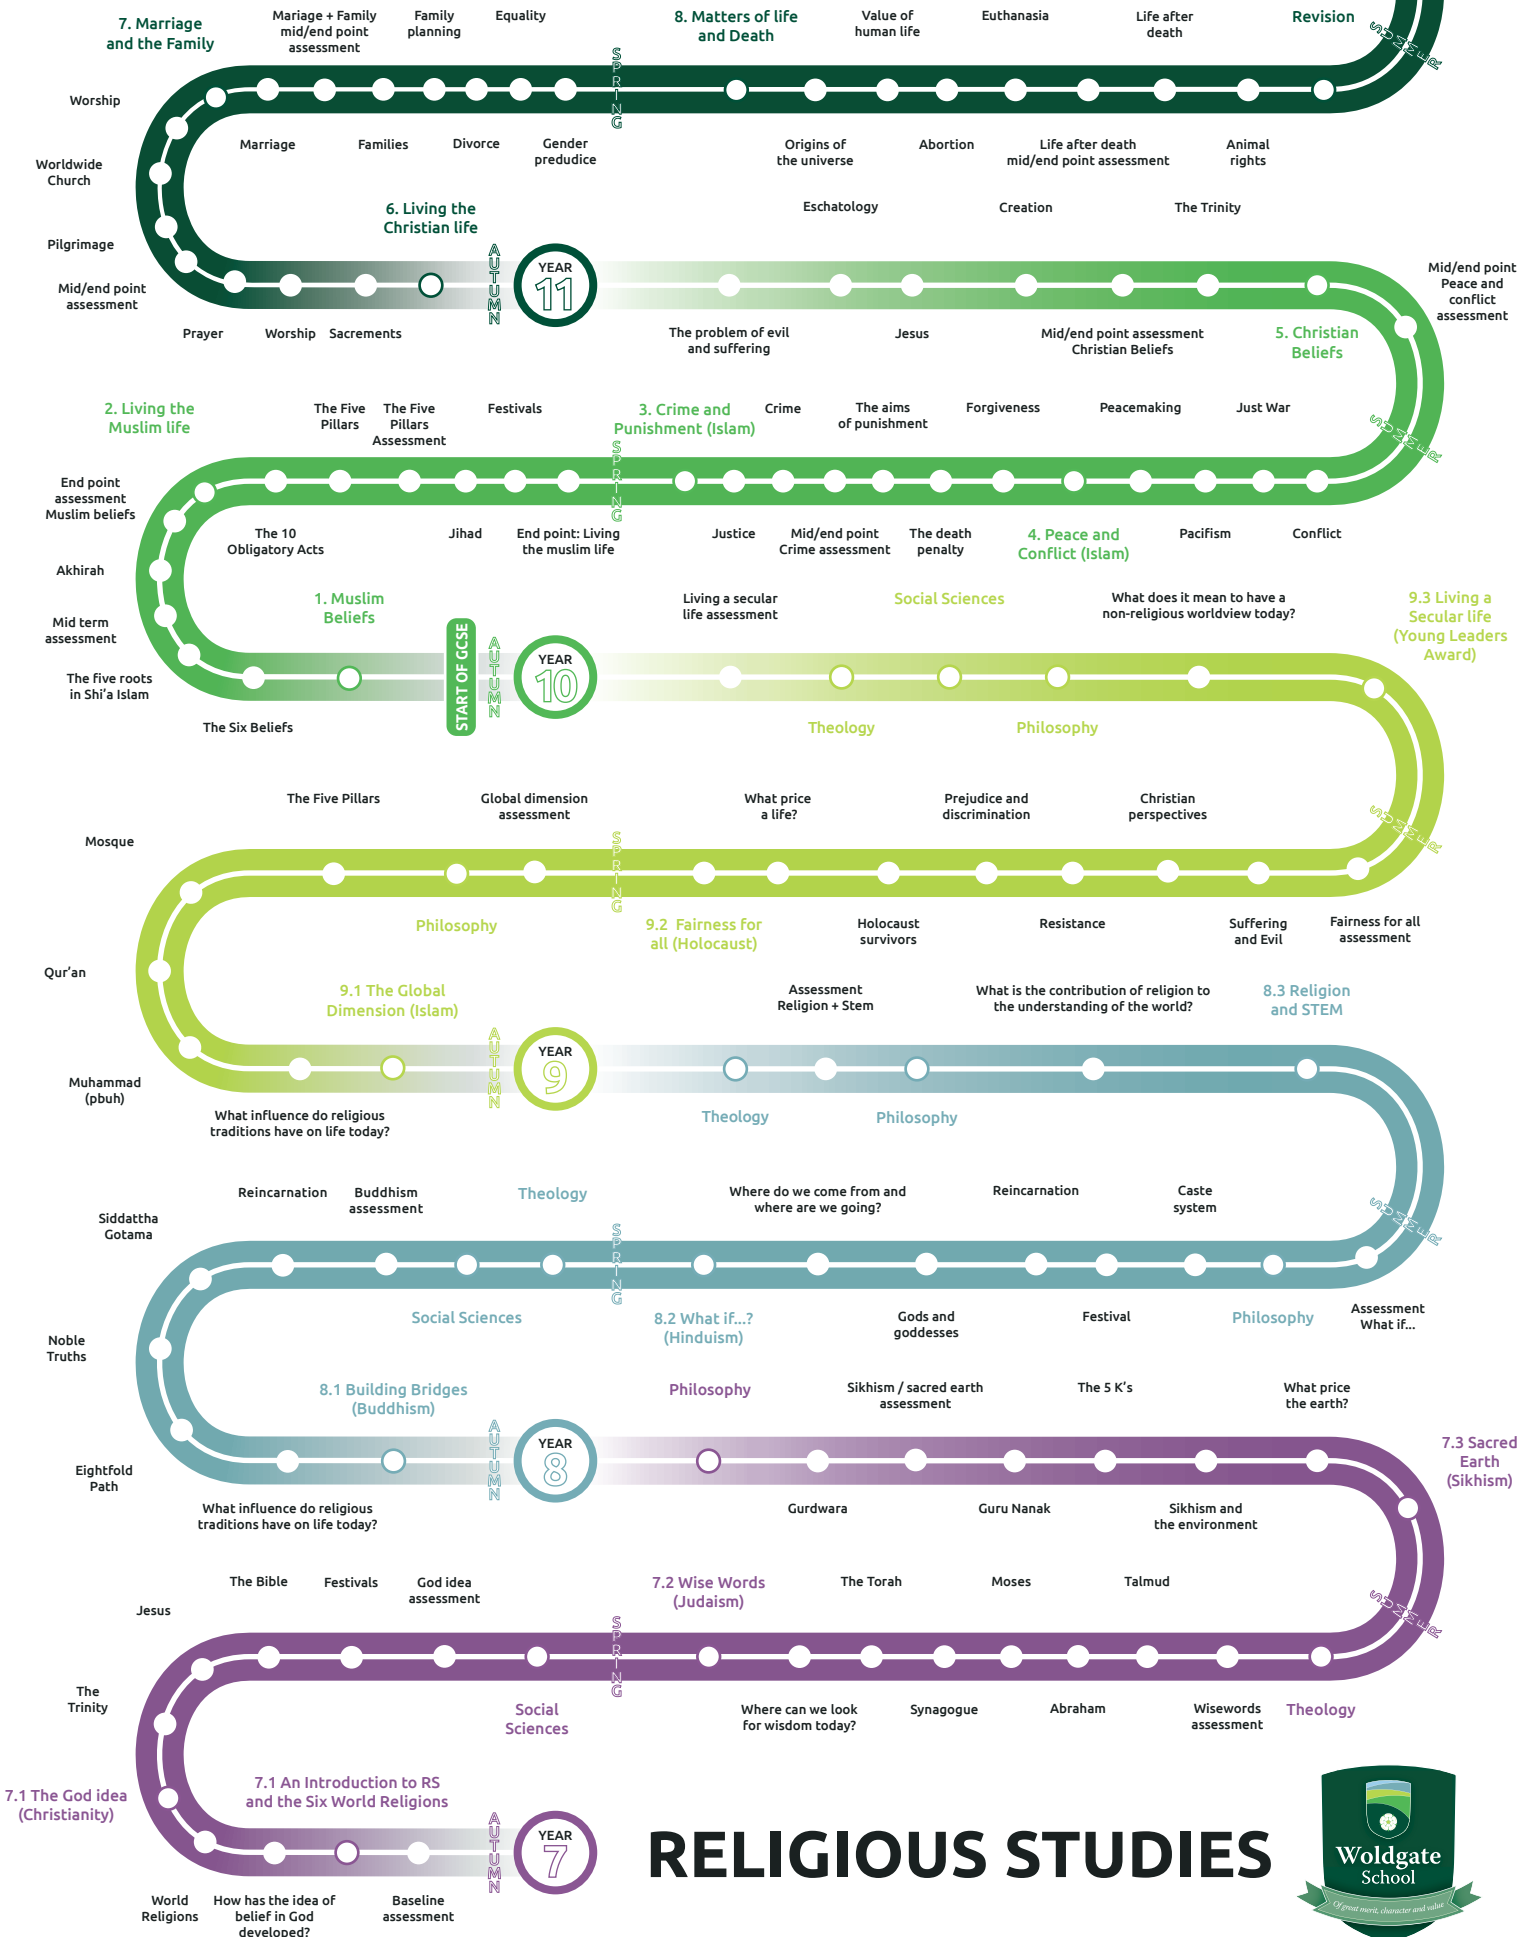 7. Marriage
and the Family
Mariage + Family
mid/end point
assessment
Family
planning
Equality
8. Matters of life
and Death
Value of
human life
Euthanasia
Life after
death
Revision
SUMMER
SPRING
Worship
Worldwide
Church
Pilgrimage
Mid/end point
assessment
Marriage
Families
Divorce
Gender
predudice
Origins of
the universe
Abortion
Life after death
mid/end point assessment
Animal
rights
6. Living the
Christian life
AUTUMN
YEAR
11
Eschatology
Creation
The Trinity
Mid/end point
Peace and
conflict
assessment
Prayer
Worship
Sacrements
The problem of evil
and suffering
Jesus
Mid/end point assessment
Christian Beliefs
5. Christian
Beliefs
2. Living the
Muslim life
The Five
Pillars
The Five
Pillars
Assessment
Festivals
3. Crime and
Punishment (Islam)
Crime
The aims
of punishment
Forgiveness
Peacemaking
Just War
SUMMER
SPRING
End point
assessment
Muslim beliefs
Akhirah
Mid term
assessment
The five roots
in Shi'a Islam
The 10
Obligatory Acts
Jihad
End point: Living
the muslim life
Justice
Mid/end point
Crime assessment
The death
penalty
4. Peace and
Conflict (Islam)
Pacifism
Conflict
1. Muslim
Beliefs
START OF GCSE
AUTUMN
YEAR
10
Living a secular
life assessment
Social Sciences
What does it mean to have a
non-religious worldview today?
9.3 Living a
Secular life
(Young Leaders
Award)
The Six Beliefs
Theology
Philosophy
The Five Pillars
Global dimension
assessment
What price
a life?
Prejudice and
discrimination
Christian
perspectives
SUMMER
SPRING
Mosque
Qur'an
Muhammad
(pbuh)
Philosophy
9.2 Fairness for
all (Holocaust)
Holocaust
survivors
Resistance
Suffering
and Evil
Fairness for all
assessment
9.1 The Global
Dimension (Islam)
AUTUMN
YEAR
9
Assessment
Religion + Stem
What is the contribution of religion to
the understanding of the world?
8.3 Religion
and STEM
What influence do religious
traditions have on life today?
Theology
Philosophy
Reincarnation
Buddhism
assessment
Theology
Where do we come from and
where are we going?
Reincarnation
Caste
system
SUMMER
SPRING
Siddattha
Gotama
Noble
Truths
Eightfold
Path
Social Sciences
8.2 What if...?
(Hinduism)
Gods and
goddesses
Festival
Philosophy
Assessment
What if...
8.1 Building Bridges
(Buddhism)
AUTUMN
YEAR
8
Philosophy
Sikhism / sacred earth
assessment
The 5 K's
What price
the earth?
7.3 Sacred
Earth
(Sikhism)
What influence do religious
traditions have on life today?
Gurdwara
Guru Nanak
Sikhism and
the environment
The Bible
Festivals
God idea
assessment
7.2 Wise Words
(Judaism)
The Torah
Moses
Talmud
SUMMER
SPRING
Jesus
The
Trinity
7.1 The God idea
(Christianity)
Social
Sciences
Where can we look
for wisdom today?
Synagogue
Abraham
Wisewords
assessment
Theology
7.1 An Introduction to RS
and the Six World Religions
AUTUMN
YEAR
7
World
Religions
How has the idea of
belief in God
developed?
Baseline
assessment
RELIGIOUS STUDIES
Woldgate
School
Of great merit, character and value